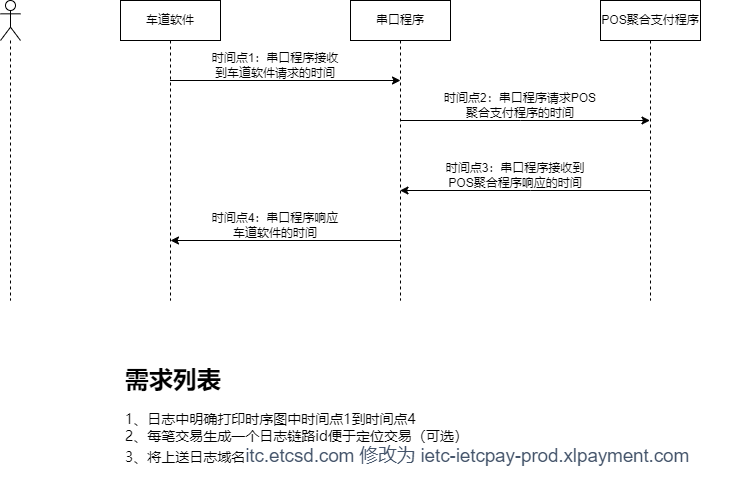 车道软件
串口程序
POS聚合支付程序
时间点1：串口程序接收
到车道软件请求的时间
时间点2：串口程序请求POS
聚合支付程序的时间
时间点3：串口程序接收到
POS聚合程序响应的时间
时间点4：串口程序响应
车道软件的时间
需求列表
1、日志中明确打印时序图中时间点1到时间点4
2、每笔交易生成一个日志链路id便于定位交易（可选）
3、将上送日志域名itc.etcsd.com 修改为 ietc-ietcpay-prod.xlpayment.com